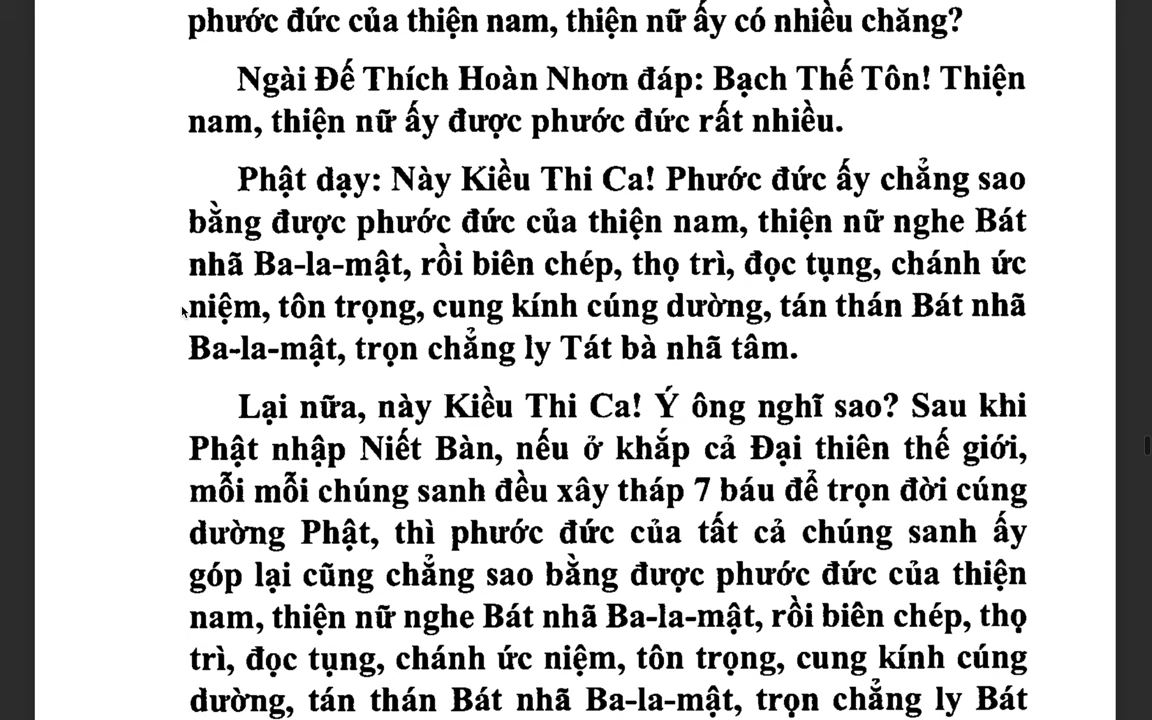 phước đức của thiện nam, thiện nữ ấy có nhiều chăng?
Ngài Đế Thích Hoàn Nhơn đáp: Bạch Thế Tôn! Thiện
nam, thiện nữ ấy được phước đức rất nhiều.
Phật dạy: Này Kiều Thi Ca! Phước đức ấy chẳng sao
bằng được phước đức của thiện nam, thiện nữ nghe Bát
nhã Ba-la-mật, rồi biên chép, thọ trì, đọc tụng, chánh ức
niệm, tôn trọng, cung kính cúng dường, tán thán Bát nhã
Ba-la-mật, trọn chẳng ly Tát bà nhã tâm.
Lại nữa, này Kiều Thi Ca! Ý ông nghĩ sao? Sau khi
Phật nhập Niết Bàn, nếu ở khắp cả Đại thiên thế giới,
mỗi mỗi chúng sanh đều xây tháp 7 báu để trọn đời cúng
dường Phật, thì phước đức của tất cả chúng sanh ấy
góp lại cũng chẳng sao bằng được phước đức của thiện
nam, thiện nữ nghe Bát nhã Ba-la-mật, rồi biên chép, thọ
trì, đọc tụng, chánh ức niệm, tôn trọng, cung kính cúng
dường, tán thán Bát nhã Ba-la-mật, trọn chẳng ly Bát